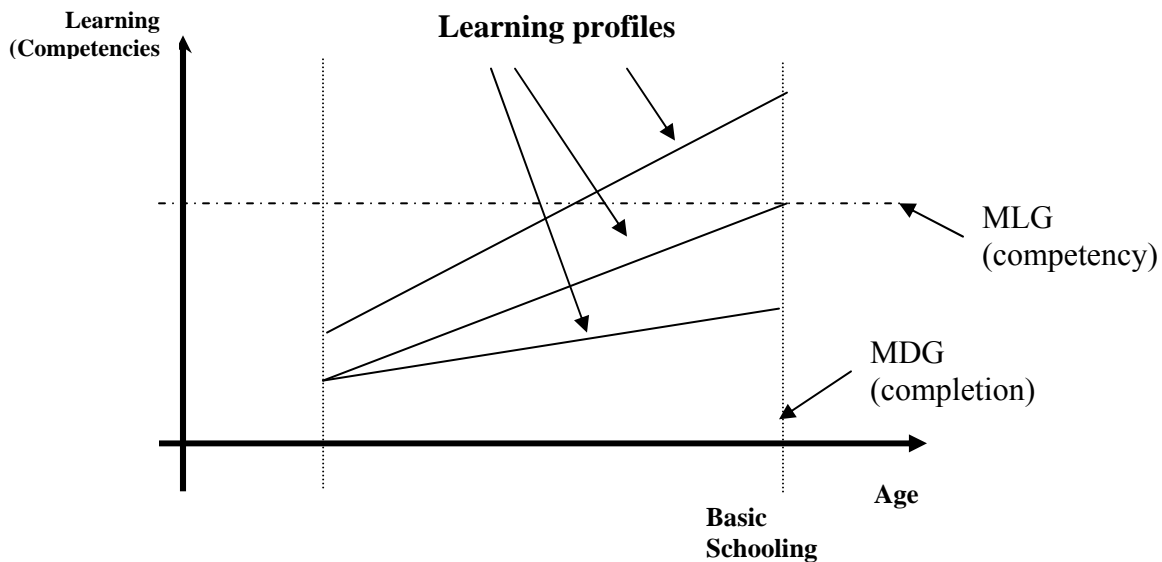 Learning
(Competencies
Learning profiles
MLG
(competency)
MDG
(completion)
Age
Basic
Schooling